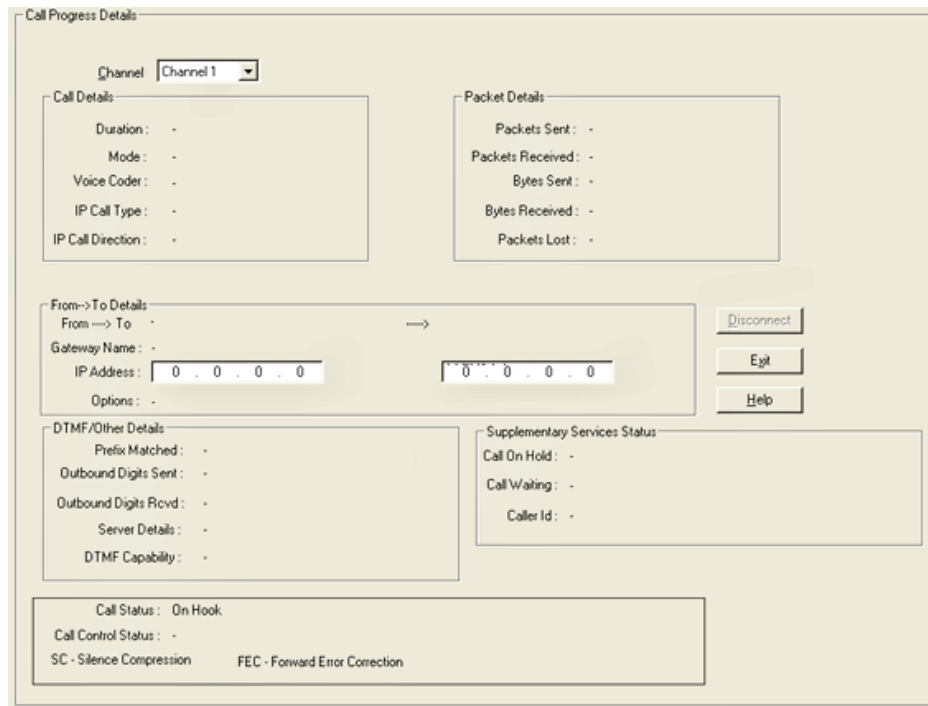 Call Progress Details
Channel Channel 1
Call Details
Duration : -
Mode : -
Voice Coder : -
IP Call Type : -
IP Call Direction : -
Packet Details
Packets Sent : -
Packets Received : -
Bytes Sent : -
Bytes Received : -
Packets Lost : -
From-->To Details
From ----> To - ---->
Gateway Name : -
IP Address : 0 . 0 . 0 . 0 0 . 0 . 0 . 0
Options : -
Disconnect
Exit
Help
DTMF/Other Details
Prefix Matched : -
Outbound Digits Sent : -
Outbound Digits Rcvd : -
Server Details : -
DTMF Capability : -
Supplementary Services Status
Call On Hold : -
Call Waiting : -
Caller Id : -
Call Status : On Hook
Call Control Status : -
SC - Silence Compression FEC - Forward Error Correction